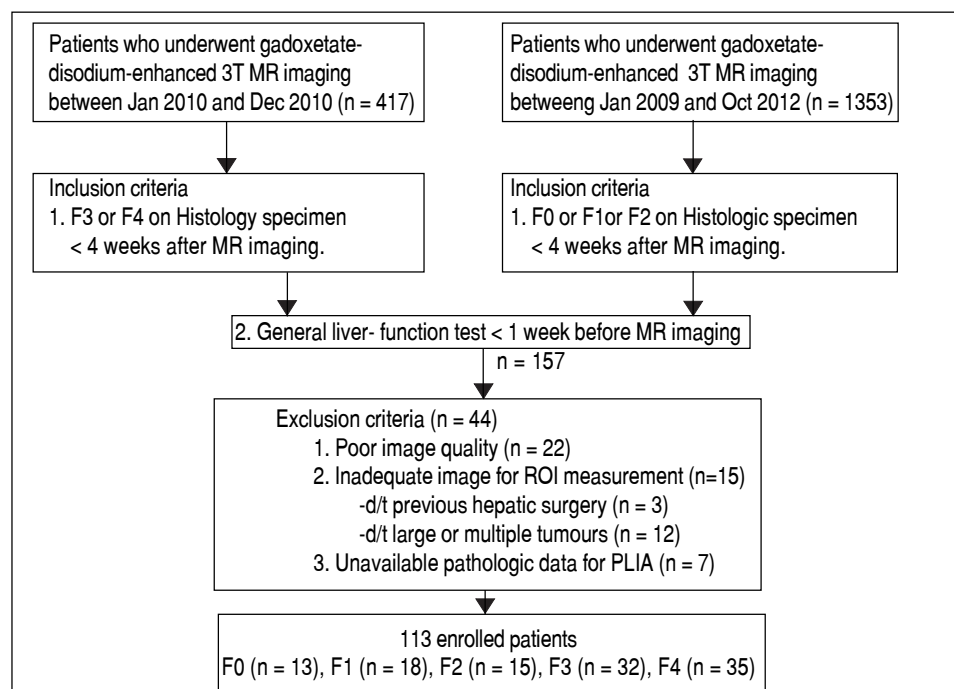 Patients who underwent gadoxetate-
disodium-enhanced 3T MR imaging
between Jan 2010 and Dec 2010 (n = 417)
Patients who underwent gadoxetate-
disodium-enhanced 3T MR imaging
betweeng Jan 2009 and Oct 2012 (n = 1353)
Inclusion criteria
1. F3 or F4 on Histology specimen
< 4 weeks after MR imaging.
Inclusion criteria
1. F0 or F1or F2 on Histologic specimen
< 4 weeks after MR imaging.
2. General liver- function test < 1 week before MR imaging
n = 157
Exclusion criteria (n = 44)
1. Poor image quality (n = 22)
2. Inadequate image for ROI measurement (n=15)
-d/t previous hepatic surgery (n = 3)
-d/t large or multiple tumours (n = 12)
3. Unavailable pathologic data for PLIA (n = 7)
113 enrolled patients
F0 (n = 13), F1 (n = 18), F2 (n = 15), F3 (n = 32), F4 (n = 35)